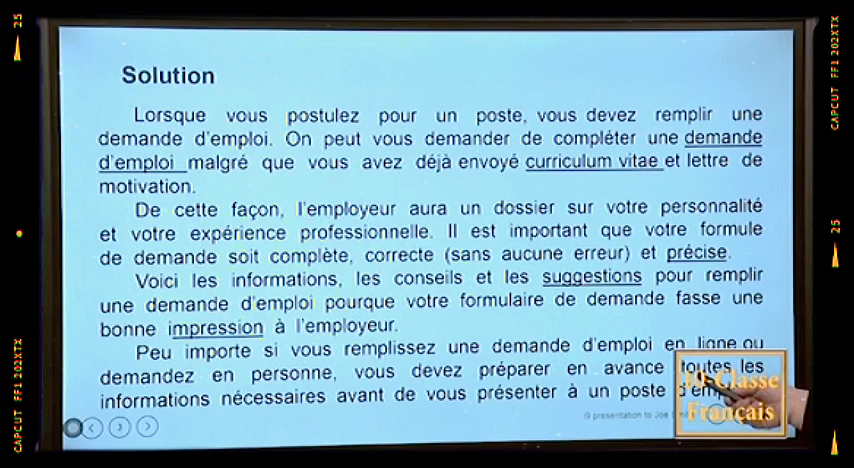 25
CAPCUT FF1 202XTX
Solution
Lorsque vous postulez pour un poste, vous devez remplir une
demande d'emploi. On peut vous demander de compléter une demande
d'emploi malgré que vous avez déjà envoyé curriculum vitae et lettre de
motivation.
De cette façon, l'employeur aura un dossier sur votre personnalité
et votre expérience professionnelle. Il est important que votre formule
de demande soit complète, correcte (sans aucune erreur) et précise.
Voici les informations, les conseils et les suggestions pour remplir
une demande d'emploi pourque votre formulaire de demande fasse une
bonne impression à l'employeur.
Peu importe si vous remplissez une demande d'emploi en ligne ou
demandez en personne, vous devez préparer en avance toutes les
informations nécessaires avant de vous présenter à un poste
presentation to Joe
Classe
Français
25
CAPCUT FF1 202XTX